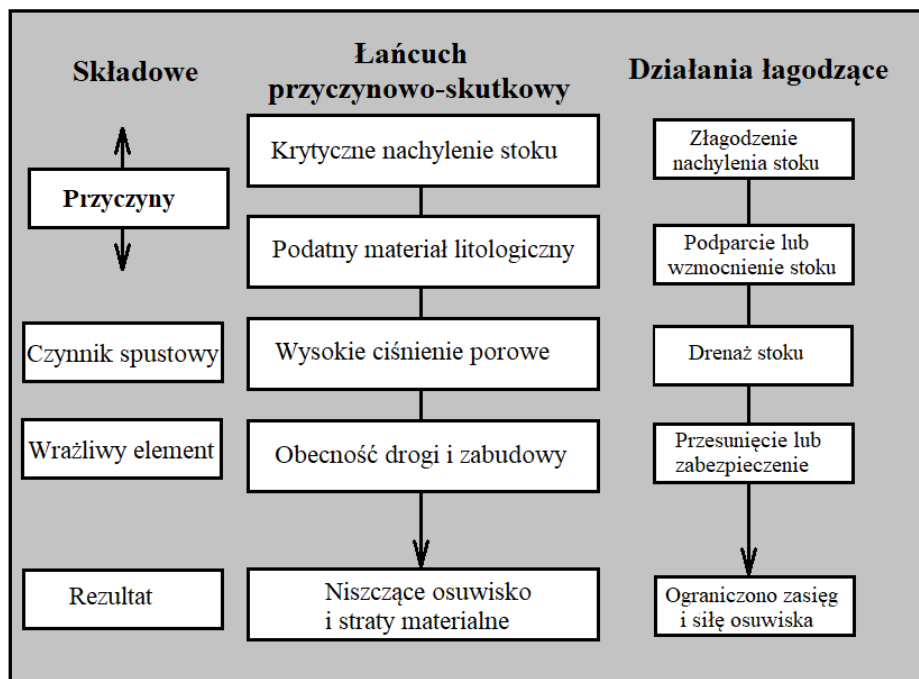 Składowe
Łańcuch
przyczynowo-skutkowy
Działania łagodzące
Przyczyny
Krytyczne nachylenie stoku
Złagodzenie
nachylenia stoku
Podatny materiał litologiczny
Podparcie lub
wzmocnienie stoku
Czynnik spustowy
Wysokie ciśnienie porowe
Drenaż stoku
Wrażliwy element
Obecność drogi i zabudowy
Przesunięcie lub
zabezpieczenie
Rezultat
Niszczące osuwisko
i straty materialne
Ograniczono zasięg
i siłę osuwiska